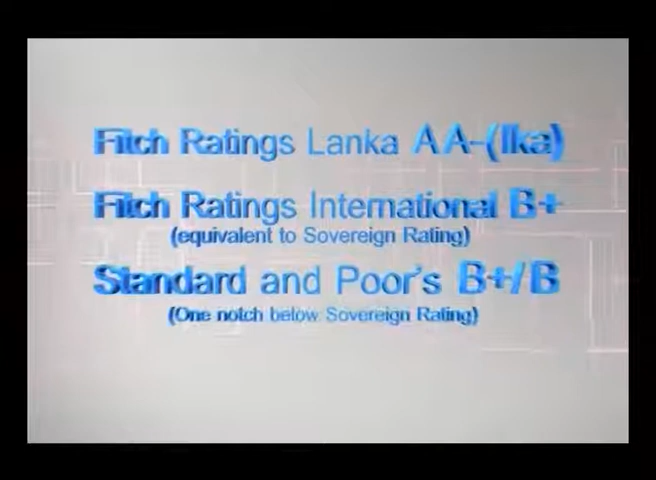 Fitch Ratings Lanka AA-(lka)
Fitch Ratings International B+
(equivalent to Sovereign Rating)
Standard and Poor's B+/B
(One notch below Sovereign Rating)